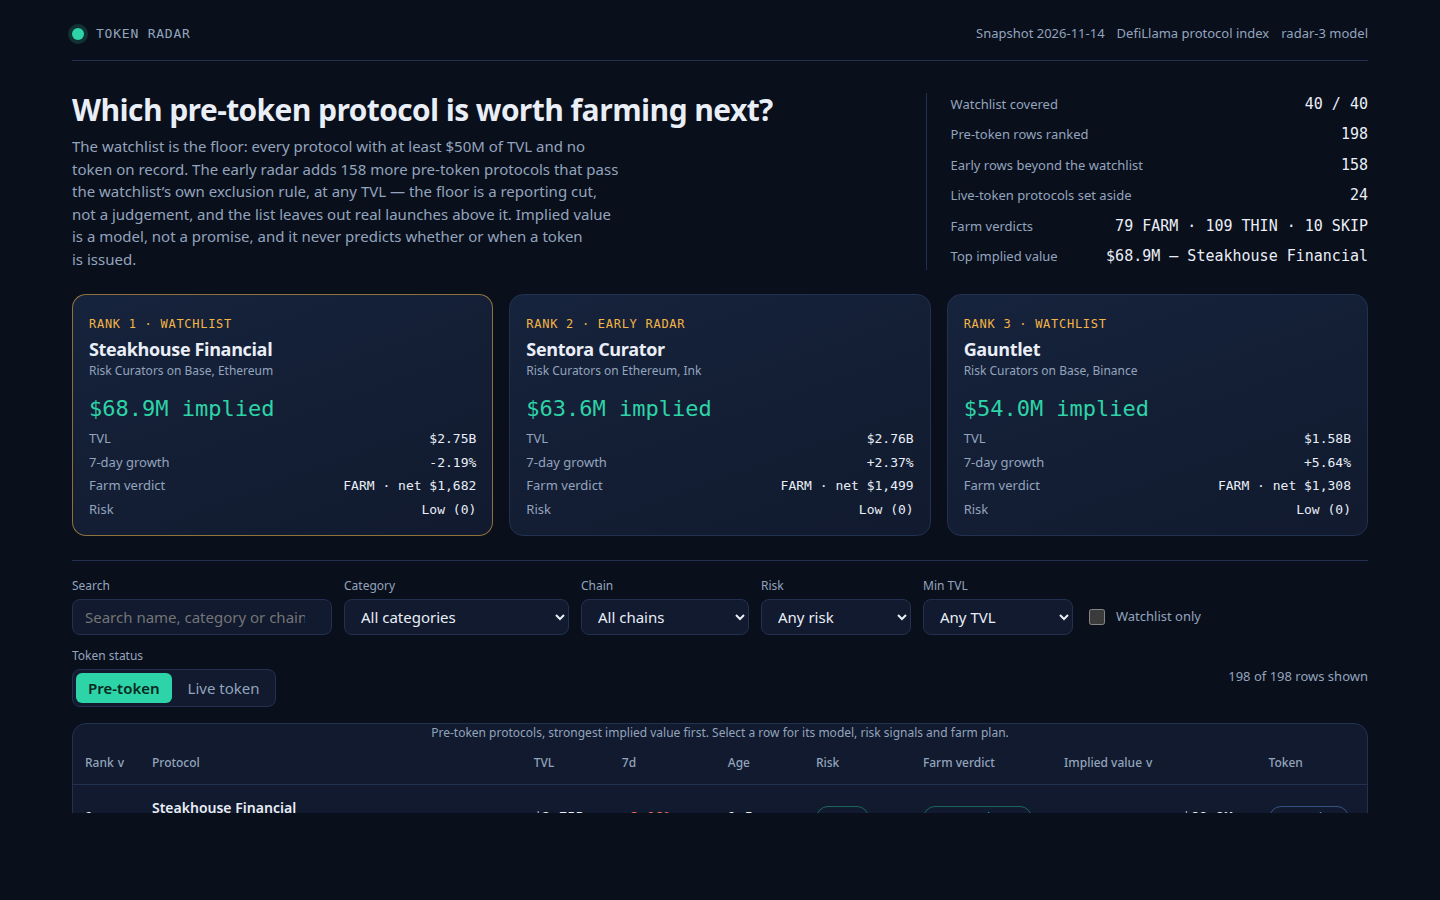 TOKEN RADAR
Snapshot 2026-11-14 DefiLlama protocol index radar-3 model
Which pre-token protocol is worth farming next?
The watchlist is the floor: every protocol with at least $50M of TVL and no
token on record. The early radar adds 158 more pre-token protocols that pass
the watchlist’s own exclusion rule, at any TVL — the floor is a reporting cut,
not a judgement, and the list leaves out real launches above it. Implied value
is a model, not a promise, and it never predicts whether or when a token
is issued.
Watchlist covered 40 / 40
Pre-token rows ranked 198
Early rows beyond the watchlist 158
Live-token protocols set aside 24
Farm verdicts 79 FARM · 109 THIN · 10 SKIP
Top implied value $68.9M — Steakhouse Financial
RANK 1 · WATCHLIST
Steakhouse Financial
Risk Curators on Base, Ethereum
$68.9M implied
TVL $2.75B
7-day growth -2.19%
Farm verdict FARM · net $1,682
Risk Low (0)
RANK 2 · EARLY RADAR
Sentora Curator
Risk Curators on Ethereum, Ink
$63.6M implied
TVL $2.76B
7-day growth +2.37%
Farm verdict FARM · net $1,499
Risk Low (0)
RANK 3 · WATCHLIST
Gauntlet
Risk Curators on Base, Binance
$54.0M implied
TVL $1.58B
7-day growth +5.64%
Farm verdict FARM · net $1,308
Risk Low (0)
Search Category Chain Risk Min TVL
Search name, category or chain All categories All chains Any risk Any TVL Watchlist only
Token status
Pre-token Live token
198 of 198 rows shown
Pre-token protocols, strongest implied value first. Select a row for its model, risk signals and farm plan.
Rank v Protocol TVL 7d Age Risk Farm verdict Implied value v Token
Steakhouse Financial